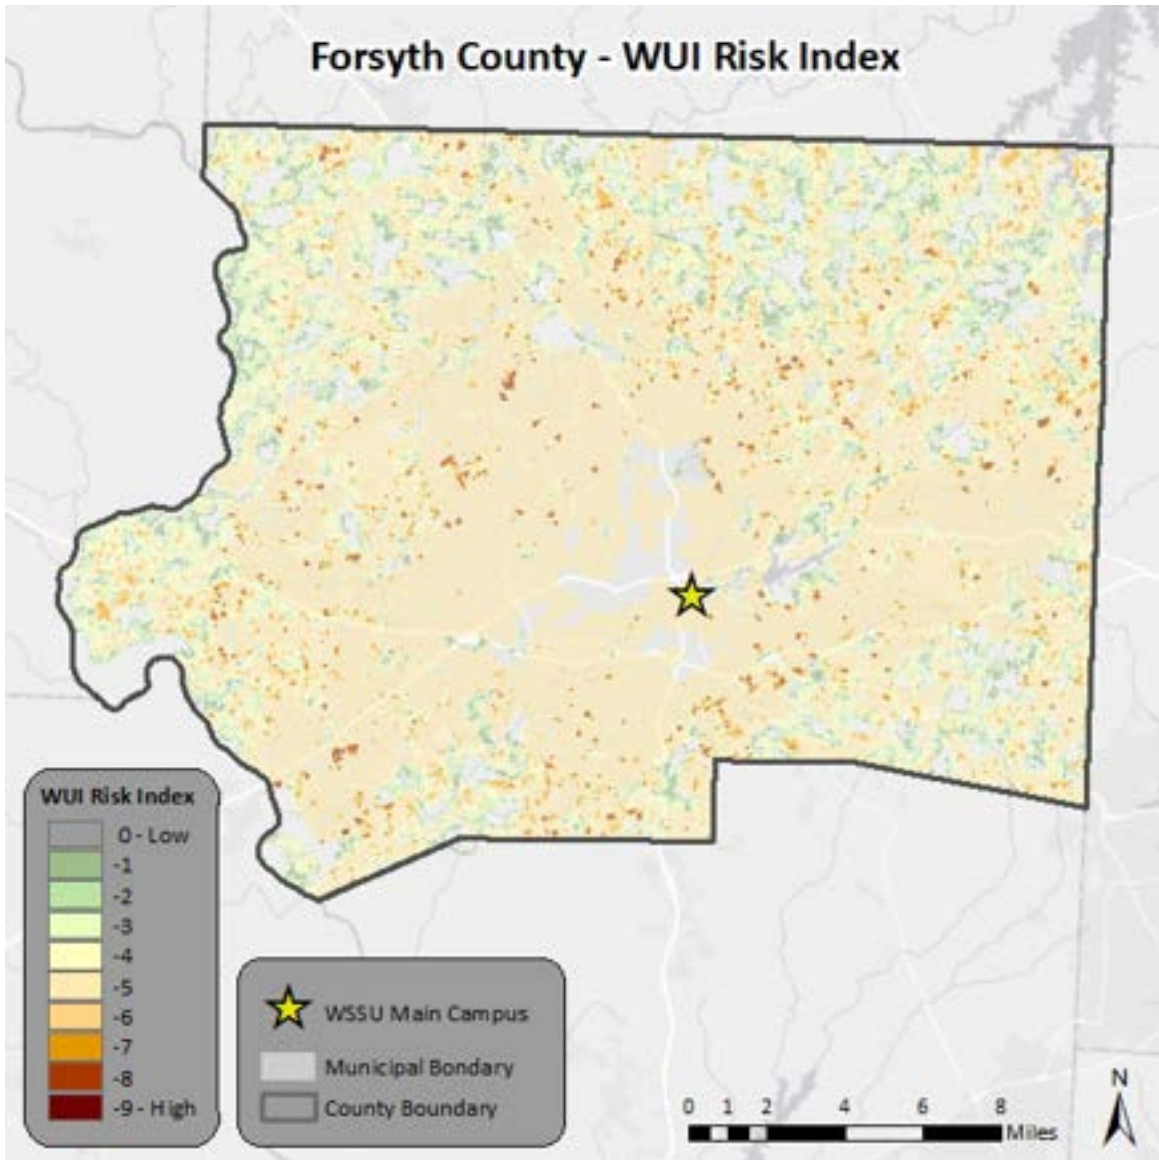 Forsyth County - WUI Risk Index
WUI Risk Index
0 - Low
-1
-2
-3
-4
-5
-6
-7
-8
-9 - High
WSSU Main Campus
Municipal Bondary
County Boundary
0 1 2 4 6 8
Miles
N